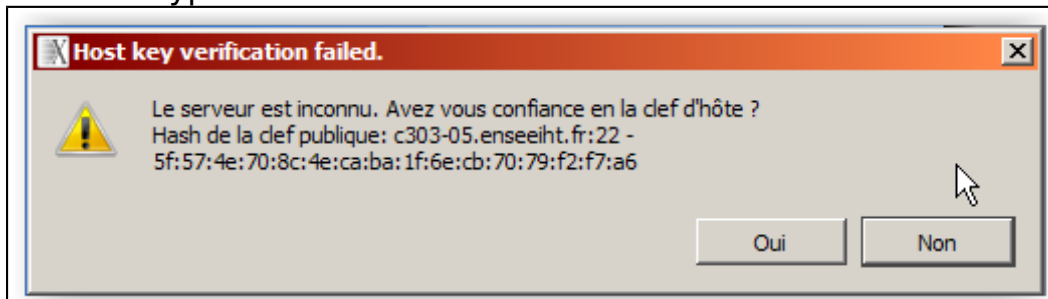 Host key verification failed.
Le serveur est inconnu. Avez vous confiance en la clef d'hôte ?
Hash de la clef publique: c303-05.enseeiht.fr:22 -
5f:57:4e:70:8c:4e:ca:ba:1f:6e:cb:70:79:f2:f7:a6
Oui Non